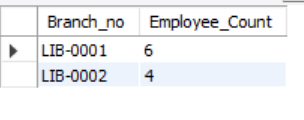 Branch_no Employee_Count
LIB-0001 6
LIB-0002 4